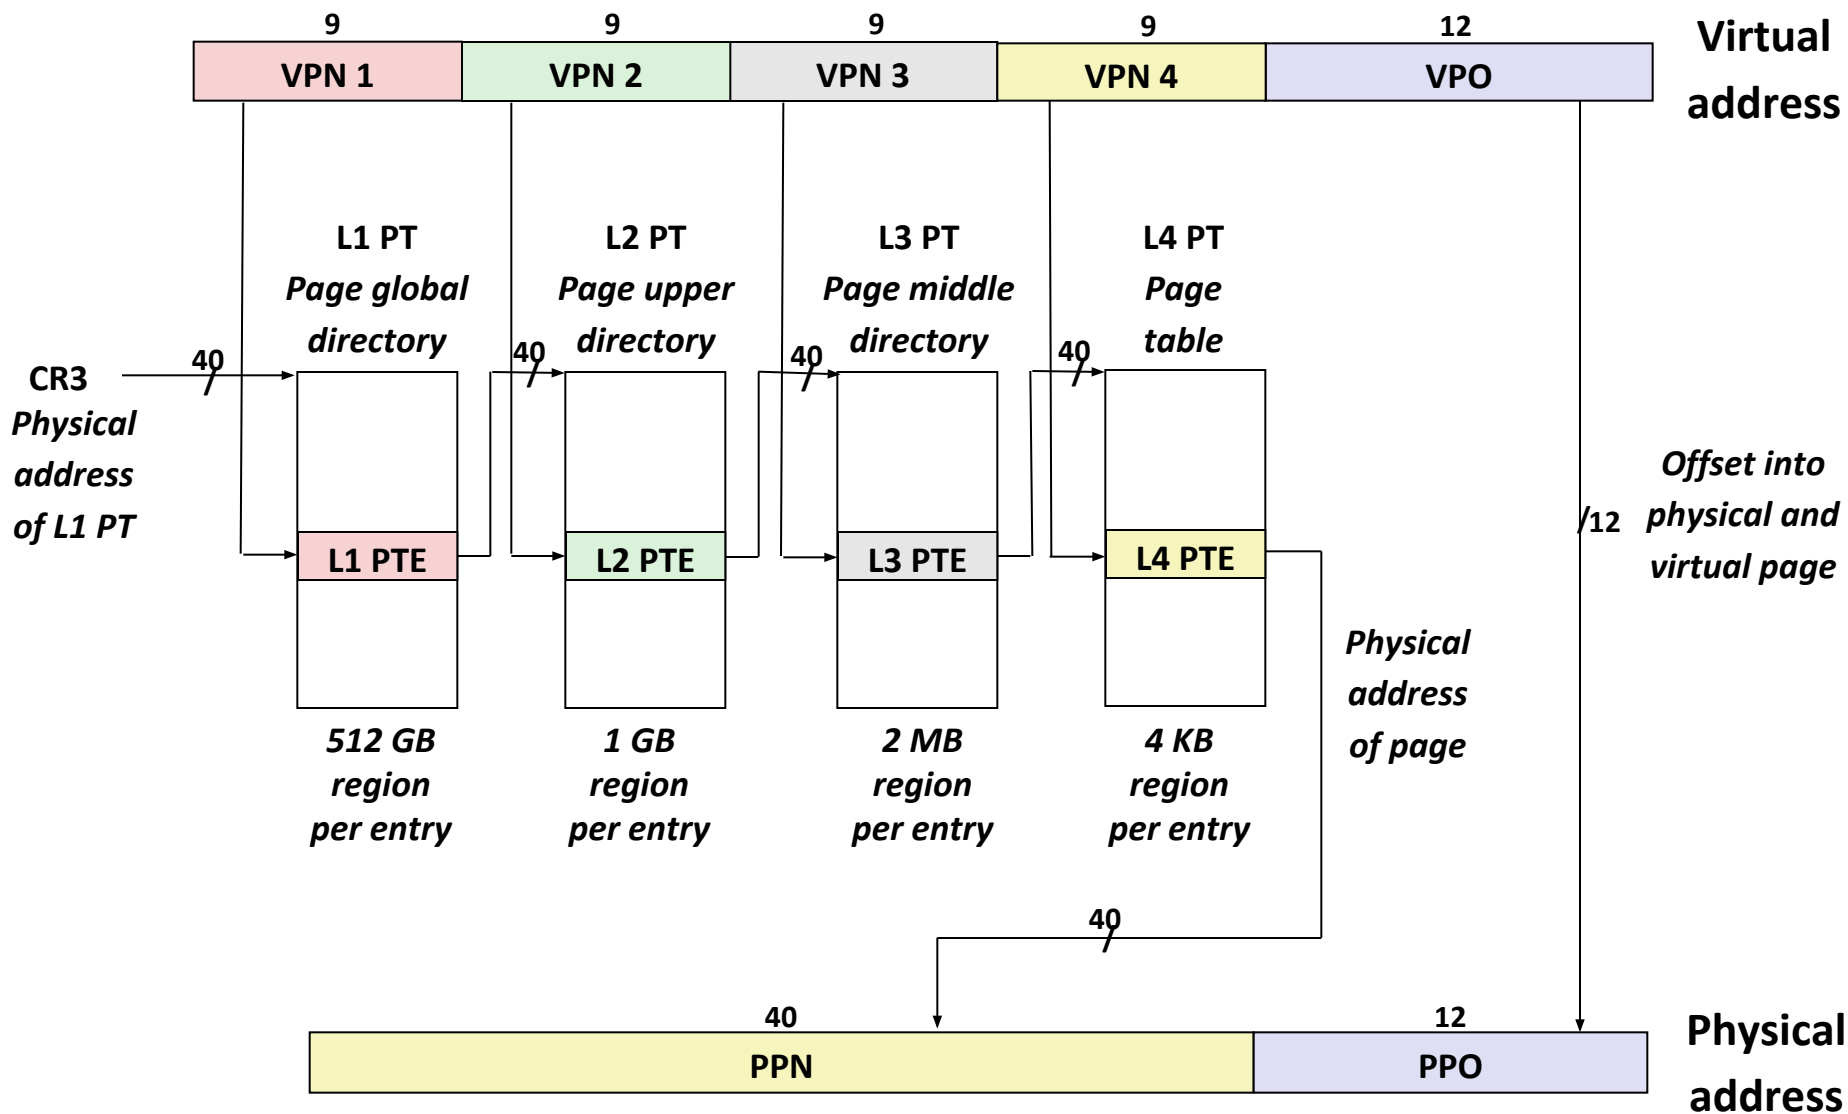 9 9 9 9 12
VPN 1 VPN 2 VPN 3 VPN 4 VPO
Virtual
address
L1 PT
Page global
directory
L2 PT
Page upper
directory
L3 PT
Page middle
directory
L4 PT
Page
table
40 40 40 40
CR3
Physical
address
of L1 PT
L1 PTE L2 PTE L3 PTE L4 PTE
/12
Offset into
physical and
virtual page
512 GB
region
per entry
1 GB
region
per entry
2 MB
region
per entry
4 KB
region
per entry
Physical
address
of page
40
40 12
PPN PPO
Physical
address